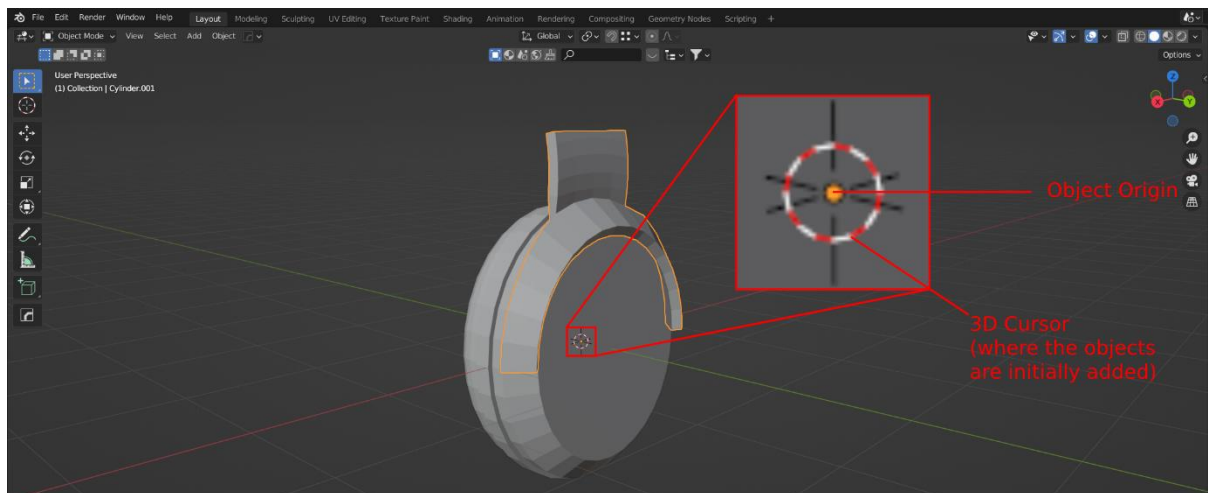 File Edit Render Window Help Layout Modeling Sculpting UV Editing Texture Paint Shading Animation Rendering Compositing Geometry Nodes Scripting +
Object Mode View Select Add Object Global
Options
User Perspective
(1) Collection | Cylinder.001
Z
X
Y
Object Origin
3D Cursor
(where the objects
are initially added)